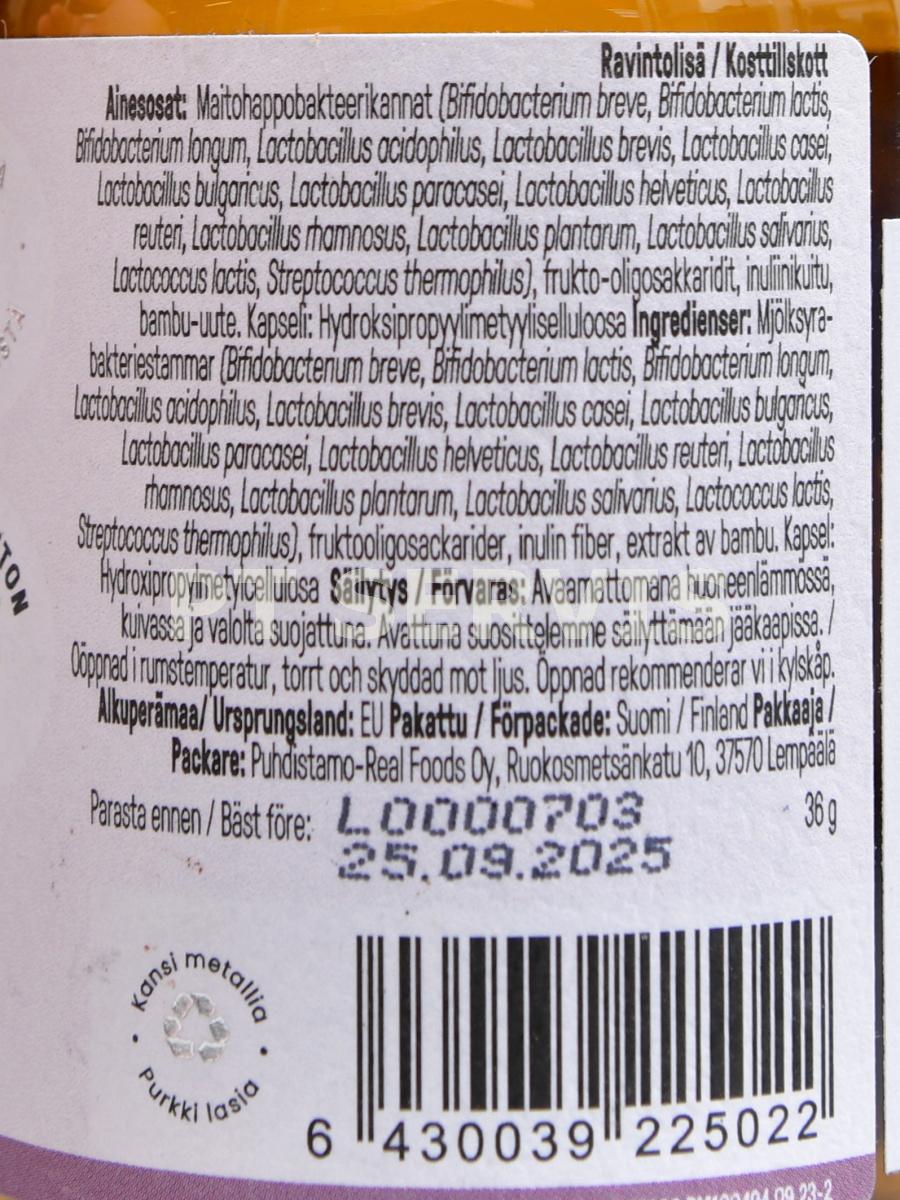 Ravintolisä / Kosttillskott
Ainesosat: Maitohappobakteerikannat (Bifidobacterium breve, Bifidobacterium lactis,
Bifidobacterium longum, Lactobacillus acidophilus, Lactobacillus brevis, Lactobacillus casei,
Lactobacillus bulgaricus, Lactobacillus paracasei, Lactobacillus helveticus, Lactobacillus
reuteri, Lactobacillus rhamnosus, Lactobacillus plantarum, Lactobacillus salivarius,
Lactococcus lactis, Streptococcus thermophilus), frukto-oligosakkaridit, inuliinikuitu,
bambu-uute. Kapseli: Hydroksipropyylimetyyliselluloosa Ingredienser: Mjölksyra-
bakteriestammar (Bifidobacterium breve, Bifidobacterium lactis, Bifidobacterium longum,
Lactobacillus acidophilus, Lactobacillus brevis, Lactobacillus casei, Lactobacillus bulgaricus,
Lactobacillus paracasei, Lactobacillus helveticus, Lactobacillus reuteri, Lactobacillus
rhamnosus, Lactobacillus plantarum, Lactobacillus salivarius, Lactococcus lactis,
Streptococcus thermophilus), fruktooligosackarider, inulin fiber, extrakt av bambu. Kapsel:
Hydroxipropylmetylcellulosa Säilytys / Förvaras: Avaamattomana huoneenlämmössä,
kuivassa ja valolta suojattuna. Avattuna suosittelemme säilyttämään jääkaapissa. /
Oöppnad i rumstemperatur, torrt och skyddad mot ljus. Öppnad rekommenderar vi i kylskåp.
Alkuperämaa/ Ursprungsland: EU Pakattu / Förpackade: Suomi / Finland Pakkaaja /
Packare: Puhdistamo-Real Foods Oy, Ruokosmetsänkatu 10, 37570 Lempäälä
Parasta ennen / Bäst före: L0000703 36 g
25.09.2025
Kansi metallia
Purkki lasia
6 430039 225022
PT SERVIS